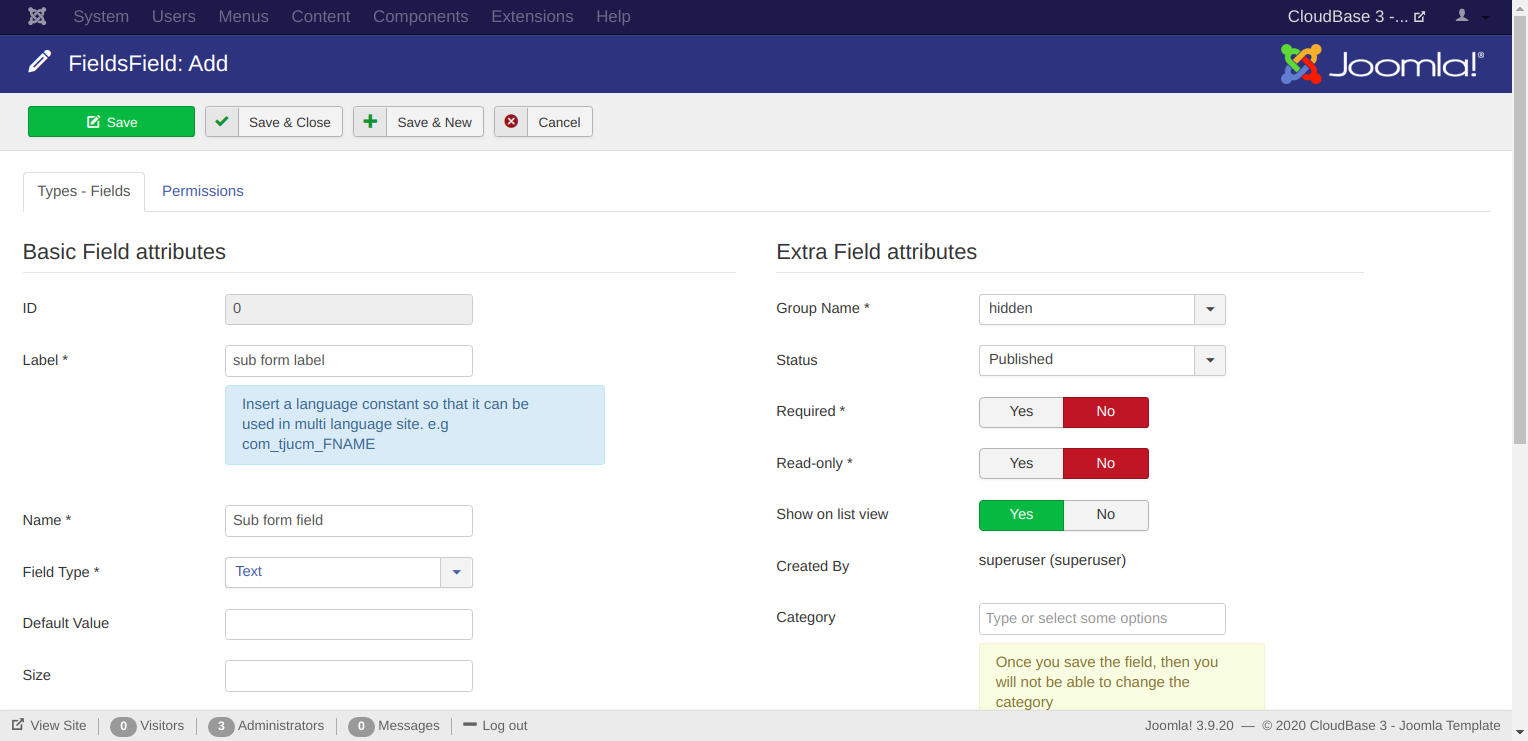 System Users Menus Content Components Extensions Help CloudBase 3 -...
FieldsField: Add Joomla!®
Save Save & Close Save & New Cancel
Types - Fields Permissions
Basic Field attributes
ID 0
Label * sub form label
Insert a language constant so that it can be
used in multi language site. e.g
com_tjucm_FNAME
Name * Sub form field
Field Type * Text
Default Value
Size
Extra Field attributes
Group Name * hidden
Status Published
Required * Yes No
Read-only * Yes No
Show on list view Yes No
Created By superuser (superuser)
Category Type or select some options
Once you save the field, then you
will not be able to change the
category
View Site 0 Visitors 3 Administrators 0 Messages Log out Joomla! 3.9.20 — © 2020 CloudBase 3 - Joomla Template